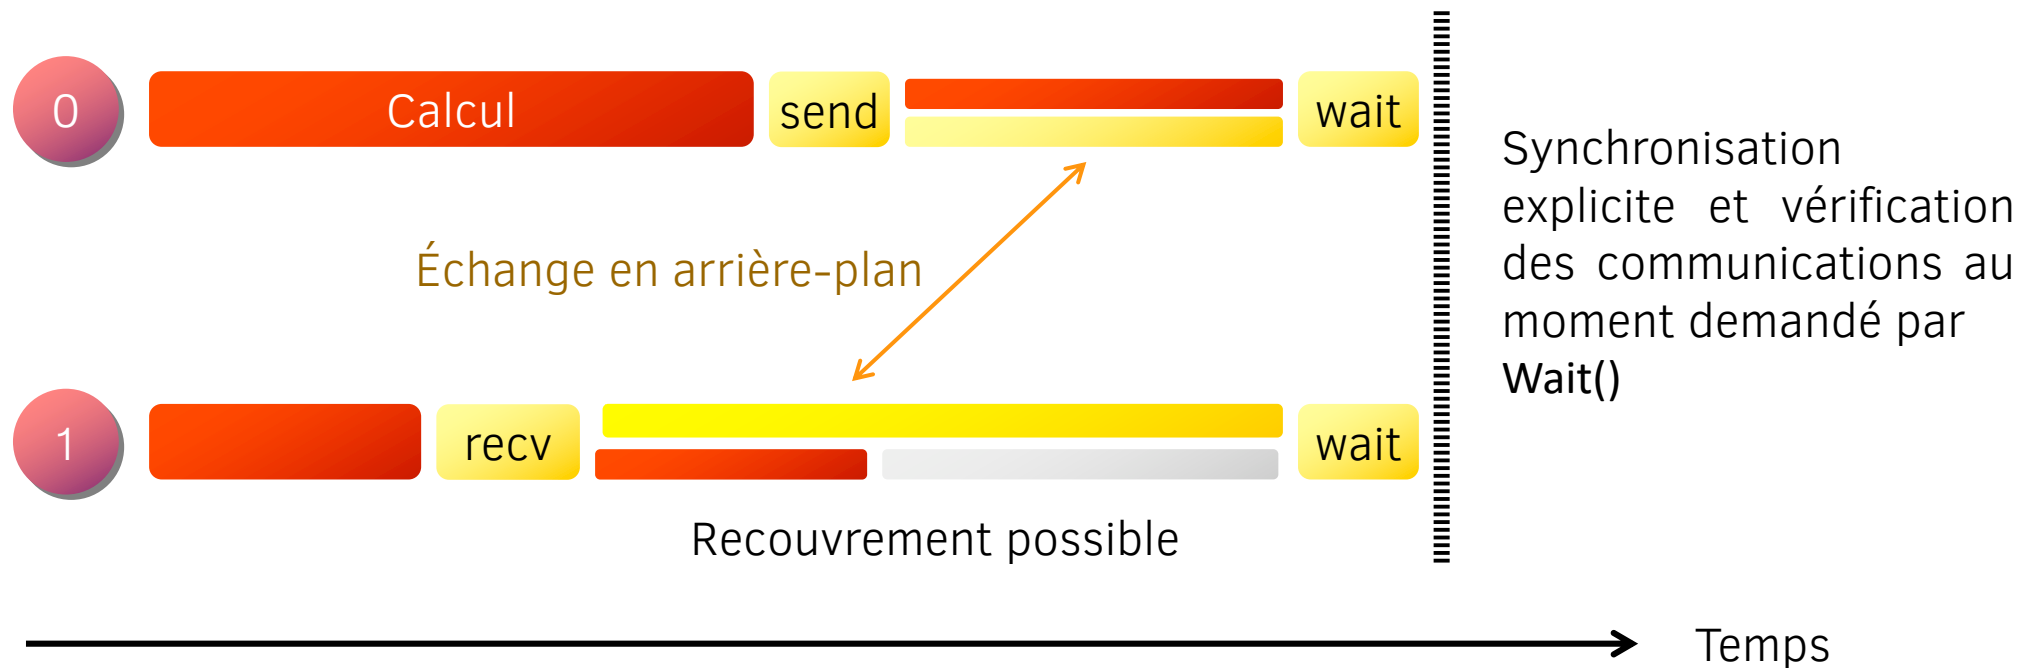 0
Calcul
send
wait
Synchronisation
explicite et vérification
des communications au
moment demandé par
Wait()
Échange en arrière-plan
1
recv
wait
Recouvrement possible
Temps